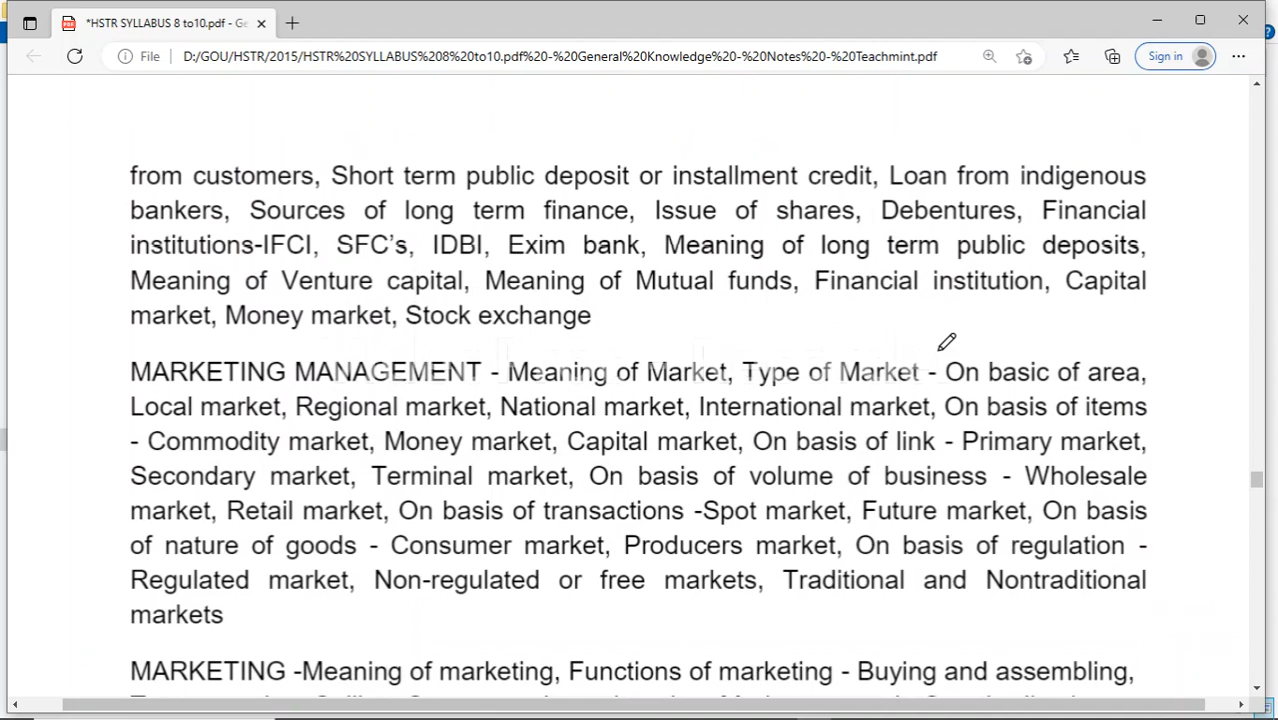 *HSTR SYLLABUS 8 to10.pdf - Ge
File D:/GOU/HSTR/2015/HSTR%20SYLLABUS%208%20to10.pdf%20-%20General%20Knowledge%20-%20Notes%20-%20Teachmint.pdf Sign in
from customers, Short term public deposit or installment credit, Loan from indigenous
bankers, Sources of long term finance, Issue of shares, Debentures, Financial
institutions-IFCI, SFC's, IDBI, Exim bank, Meaning of long term public deposits,
Meaning of Venture capital, Meaning of Mutual funds, Financial institution, Capital
market, Money market, Stock exchange
MARKETING MANAGEMENT - Meaning of Market, Type of Market - On basic of area,
Local market, Regional market, National market, International market, On basis of items
- Commodity market, Money market, Capital market, On basis of link - Primary market,
Secondary market, Terminal market, On basis of volume of business - Wholesale
market, Retail market, On basis of transactions -Spot market, Future market, On basis
of nature of goods - Consumer market, Producers market, On basis of regulation -
Regulated market, Non-regulated or free markets, Traditional and Nontraditional
markets
MARKETING -Meaning of marketing, Functions of marketing - Buying and assembling,